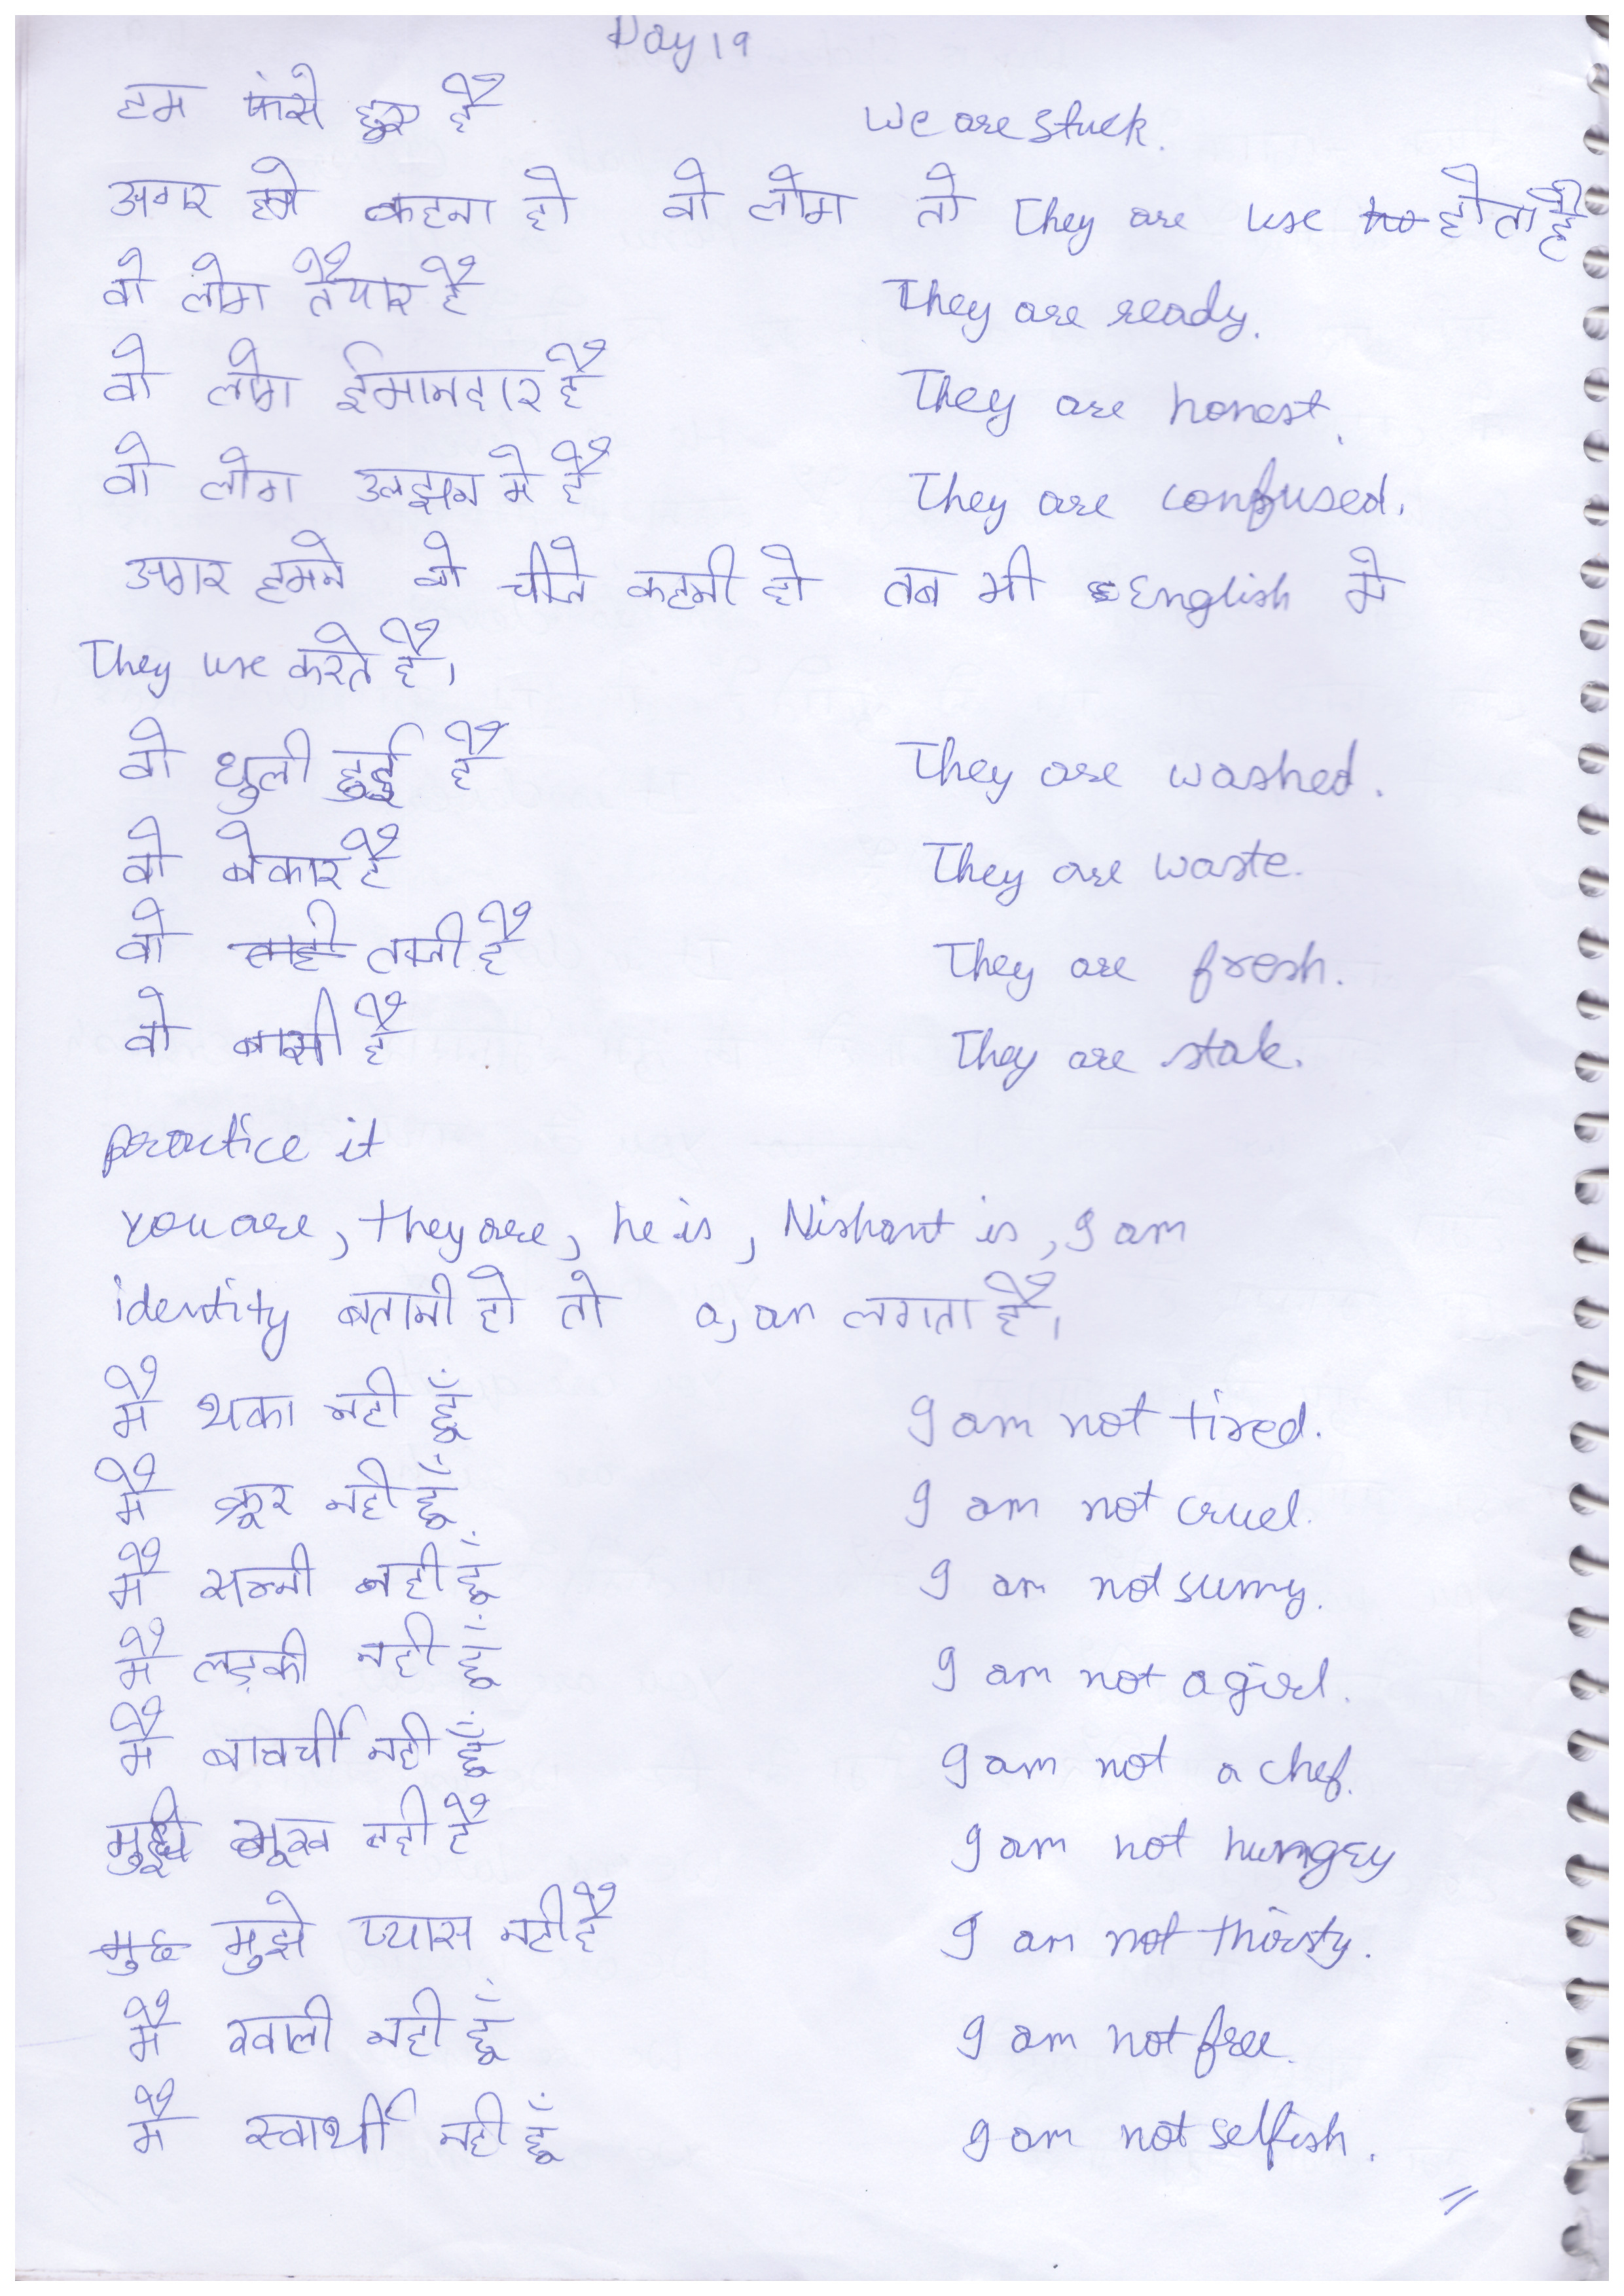 Day 19
हम फंसे हुए है We are stuck.
अगर हमे कहना हो वो लोग तो They are use होता है
वो लोग तैयार है They are ready.
वो लोग ईमानदार है They are honest.
वो लोग उलझन मे है They are confused.
अगर हमने वो चीजे कहनी हो तब भी English मे
They use करते है।
वो धुली हुई है They are washed.
वो बेकार है They are waste.
वो ताजी है They are fresh.
वो बासी है They are stale.
practice it
You are, they are, he is, Nishant is, I am
identity बतानी हो तो a, an लगता है।
मै थका नही हूँ I am not tired.
मै क्रूर नही हूँ I am not cruel.
मै सन्नी नही हूँ I am not sunny.
मै लड़की नही हूँ I am not a girl.
मै बावर्ची नही हूँ I am not a chef.
मुझे भूख नही है I am not hungry
मुझे प्यास नही है I am not thirsty.
मै खाली नही हूँ I am not free.
मै स्वार्थी नही हूँ I am not selfish.